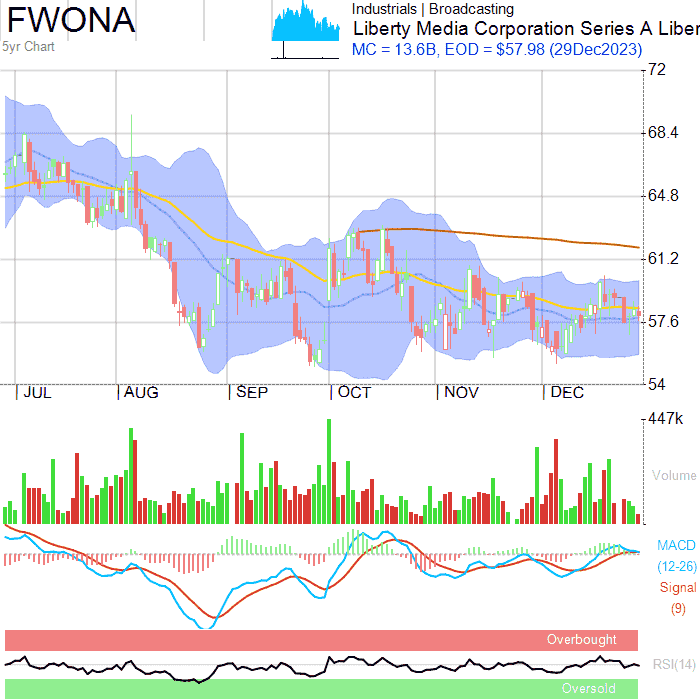 FWONA
Industrials | Broadcasting
Liberty Media Corporation Series A Liber
5yr Chart
MC = 13.6B, EOD = $57.98 (29Dec2023)
72
68.4
64.8
61.2
57.6
54
| JUL | AUG | SEP | OCT | NOV | DEC
447k
Volume
MACD
(12-26)
Signal
(9)
Overbought
RSI(14)
Oversold